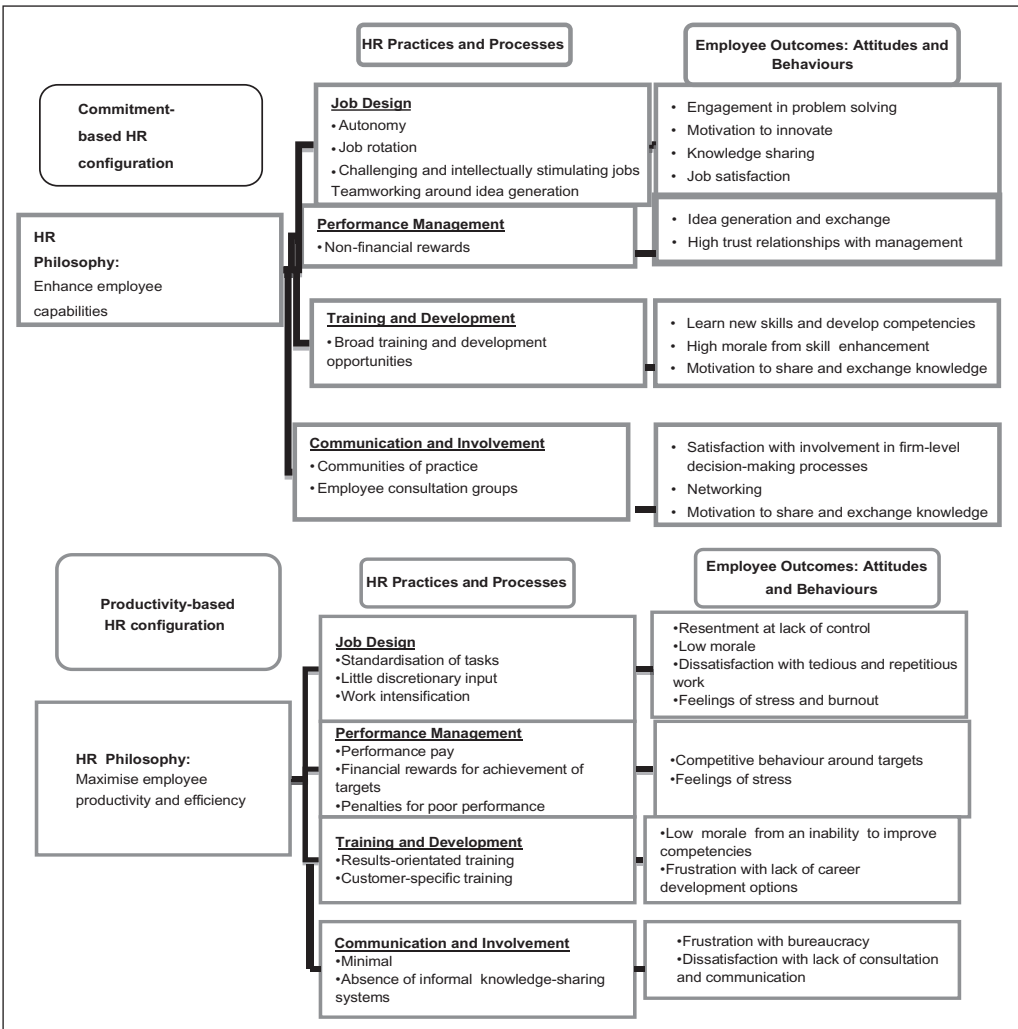 HR Practices and Processes
Employee Outcomes: Attitudes and
Behaviours
Commitment-
based HR
configuration
HR
Philosophy:
Enhance employee
capabilities
Job Design
• Autonomy
• Job rotation
• Challenging and intellectually stimulating jobs
Teamworking around idea generation
• Engagement in problem solving
• Motivation to innovate
• Knowledge sharing
• Job satisfaction
Performance Management
• Non-financial rewards
• Idea generation and exchange
• High trust relationships with management
Training and Development
• Broad training and development
opportunities
• Learn new skills and develop competencies
• High morale from skill enhancement
• Motivation to share and exchange knowledge
Communication and Involvement
• Communities of practice
• Employee consultation groups
• Satisfaction with involvement in firm-level
decision-making processes
• Networking
• Motivation to share and exchange knowledge
HR Practices and Processes
Employee Outcomes: Attitudes
and Behaviours
Productivity-based
HR configuration
HR Philosophy:
Maximise employee
productivity and efficiency
Job Design
•Standardisation of tasks
•Little discretionary input
•Work intensification
•Resentment at lack of control
•Low morale
•Dissatisfaction with tedious and repetitious
work
•Feelings of stress and burnout
Performance Management
•Performance pay
•Financial rewards for achievement of
targets
•Penalties for poor performance
•Competitive behaviour around targets
•Feelings of stress
Training and Development
•Results-orientated training
•Customer-specific training
•Low morale from an inability to improve
competencies
•Frustration with lack of career
development options
Communication and Involvement
•Minimal
•Absence of informal knowledge-sharing
systems
•Frustration with bureaucracy
•Dissatisfaction with lack of consultation
and communication